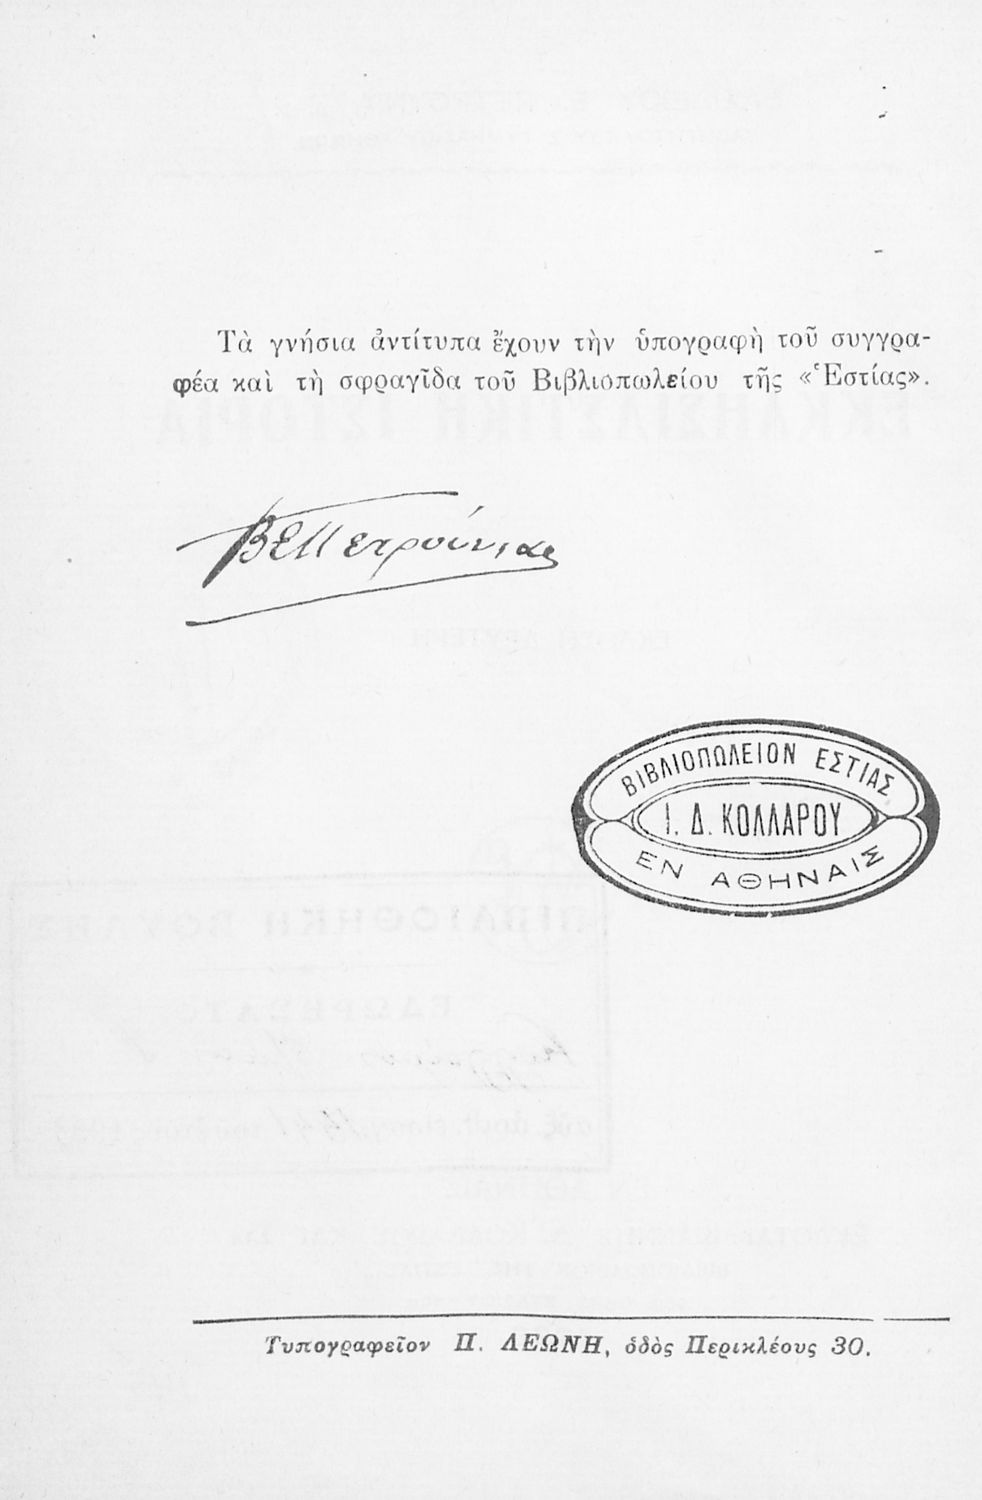 Τὰ γνήσια ἀντίτυπα ἔχουν τὴν ὑπογραφὴ τοῦ συγγρα-
φέα καὶ τὴ σφραγῖδα τοῦ Βιβλιοπωλείου τῆς «Ἑστίας».
ΒΕΠετρούνιας
ΒΙΒΛΙΟΠΩΛΕΙΟΝ ΕΣΤΙΑΣ
Ι. Δ. ΚΟΛΛΑΡΟΥ
ΕΝ ΑΘΗΝΑΙΣ
Τυπογραφεῖον Π. ΛΕΩΝΗ, ὁδὸς Περικλέους 30.